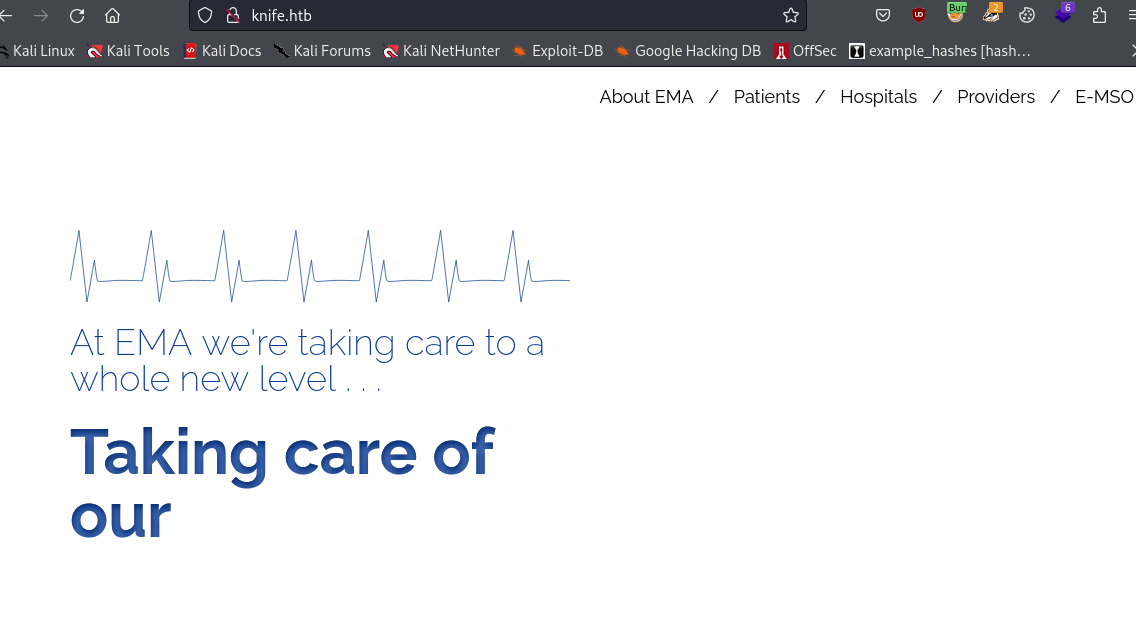 knife.htb
Burp
2
6
Kali Linux Kali Tools Kali Docs Kali Forums Kali NetHunter Exploit-DB Google Hacking DB OffSec example_hashes [hash…
About EMA / Patients / Hospitals / Providers / E-MSO
At EMA we're taking care to a
whole new level . . .
Taking care of
our